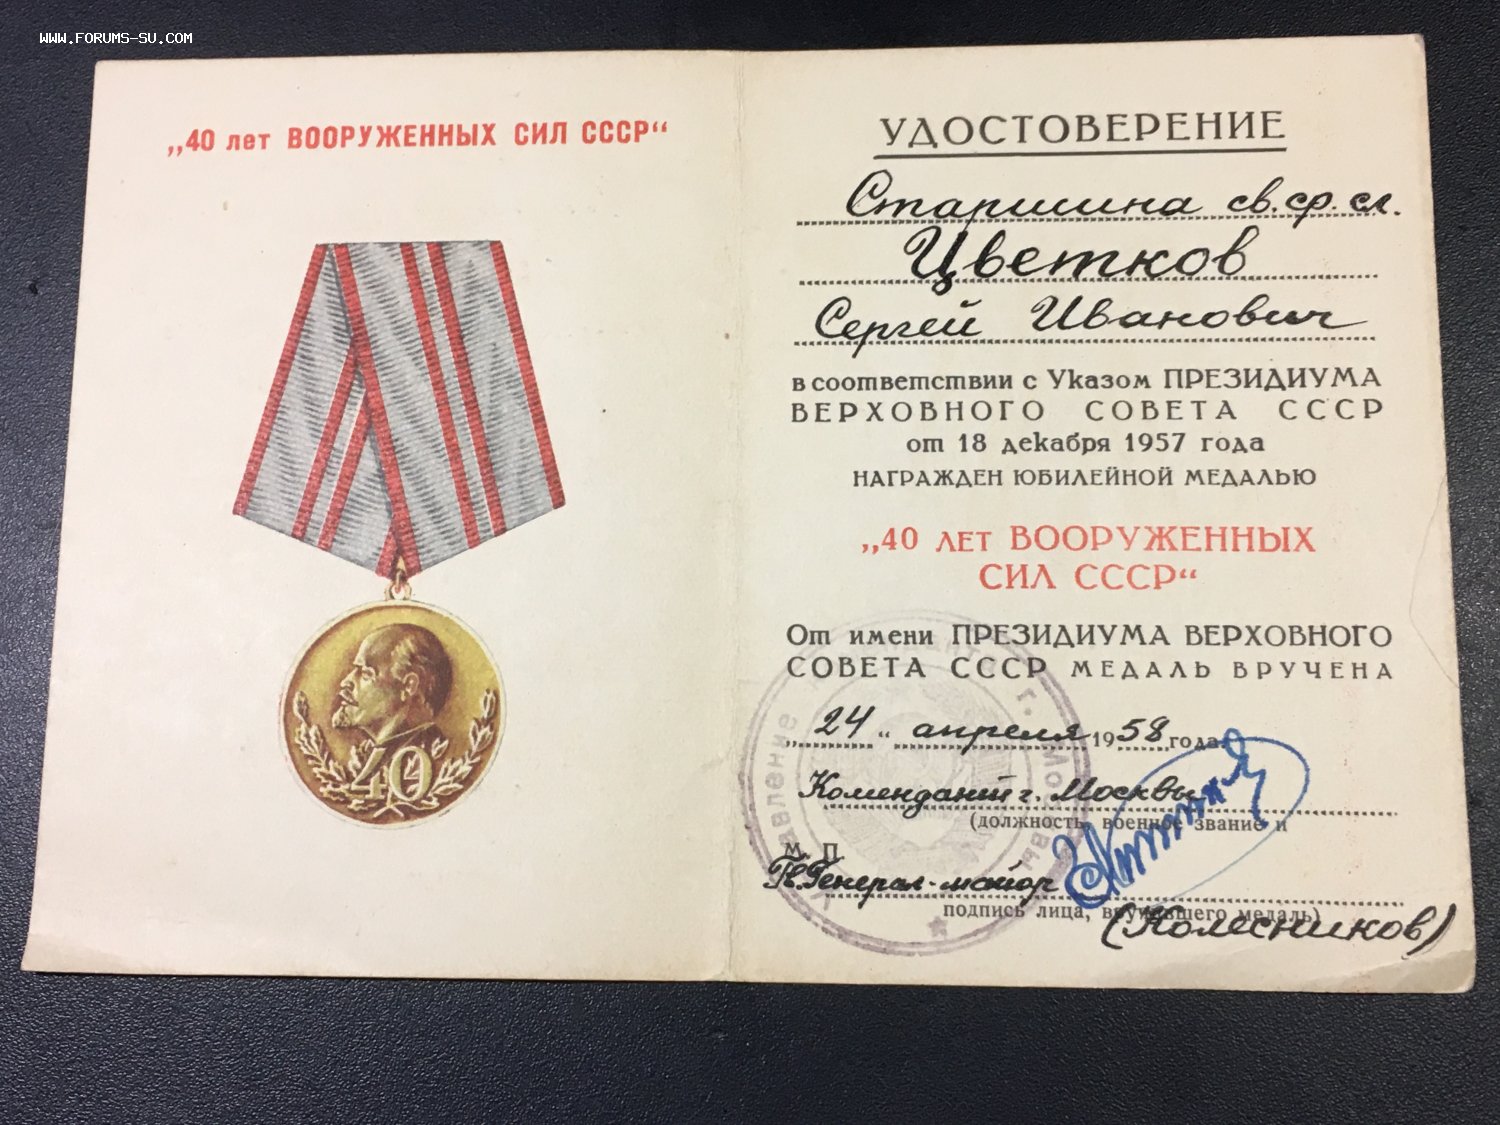 WWW.FORUMS-SU.COM
„40 лет ВООРУЖЕННЫХ СИЛ СССР“
40
УДОСТОВЕРЕНИЕ
Старшина св.ср.сл.
Цветков
Сергей Иванович
в соответствии с Указом ПРЕЗИДИУМА
ВЕРХОВНОГО СОВЕТА СССР
от 18 декабря 1957 года
НАГРАЖДЕН ЮБИЛЕЙНОЙ МЕДАЛЬЮ
„40 ЛЕТ ВООРУЖЕННЫХ
СИЛ СССР“
От имени ПРЕЗИДИУМА ВЕРХОВНОГО
СОВЕТА СССР МЕДАЛЬ ВРУЧЕНА
„24“ апреля 1958 года
Комендант г. Москвы
(должность, военное звание и
М П
Генерал-майор
подпись лица, вручившего медаль)
(Колесников)
Управление коменданта г. Москвы